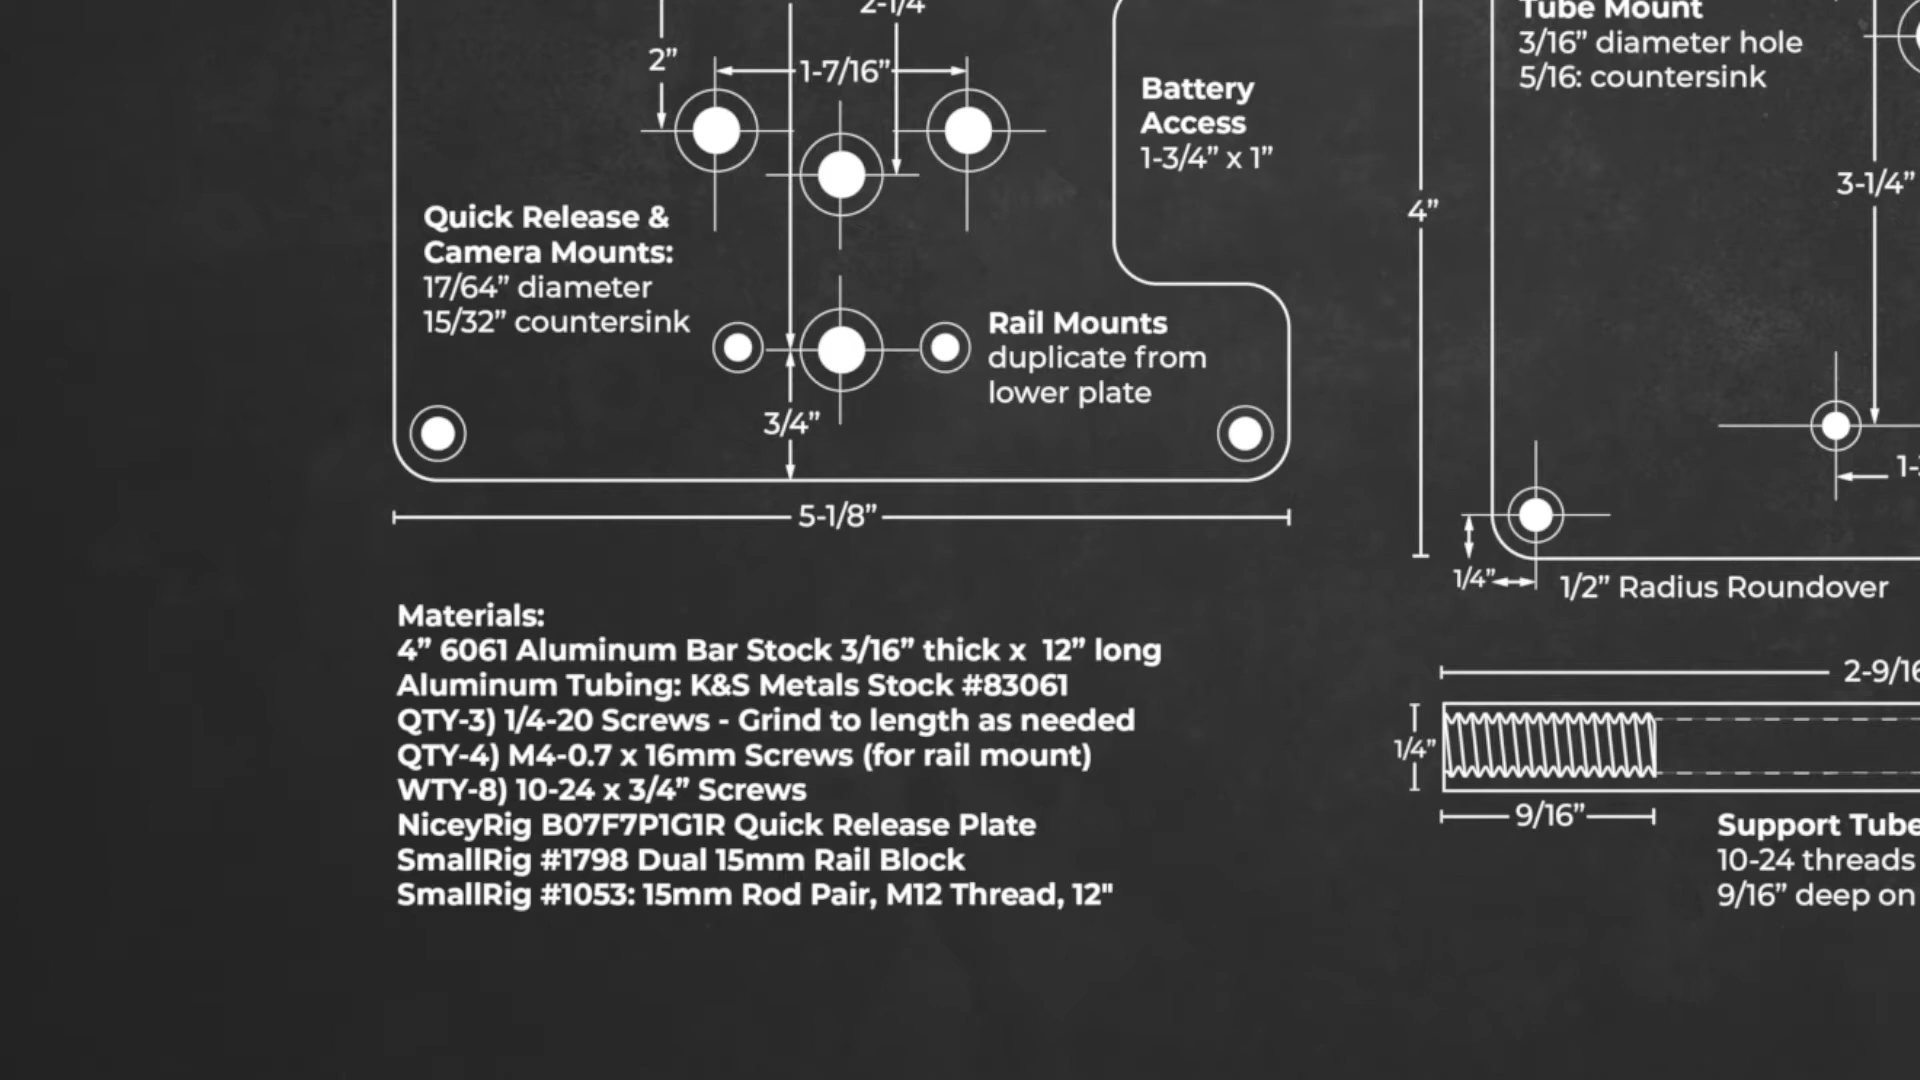 2-1/4
2”
1-7/16”
Battery
Access
1-3/4” x 1”
Quick Release &
Camera Mounts:
17/64” diameter
15/32” countersink
Rail Mounts
duplicate from
lower plate
3/4”
5-1/8”
Tube Mount
3/16” diameter hole
5/16: countersink
4”
3-1/4”
1-
1/4”
1/2” Radius Roundover
Materials:
4” 6061 Aluminum Bar Stock 3/16” thick x  12” long
Aluminum Tubing: K&S Metals Stock #83061
QTY-3) 1/4-20 Screws - Grind to length as needed
QTY-4) M4-0.7 x 16mm Screws (for rail mount)
WTY-8) 10-24 x 3/4” Screws
NiceyRig B07F7P1G1R Quick Release Plate
SmallRig #1798 Dual 15mm Rail Block
SmallRig #1053: 15mm Rod Pair, M12 Thread, 12"
2-9/16
1/4”
9/16”
Support Tube
10-24 threads
9/16” deep on